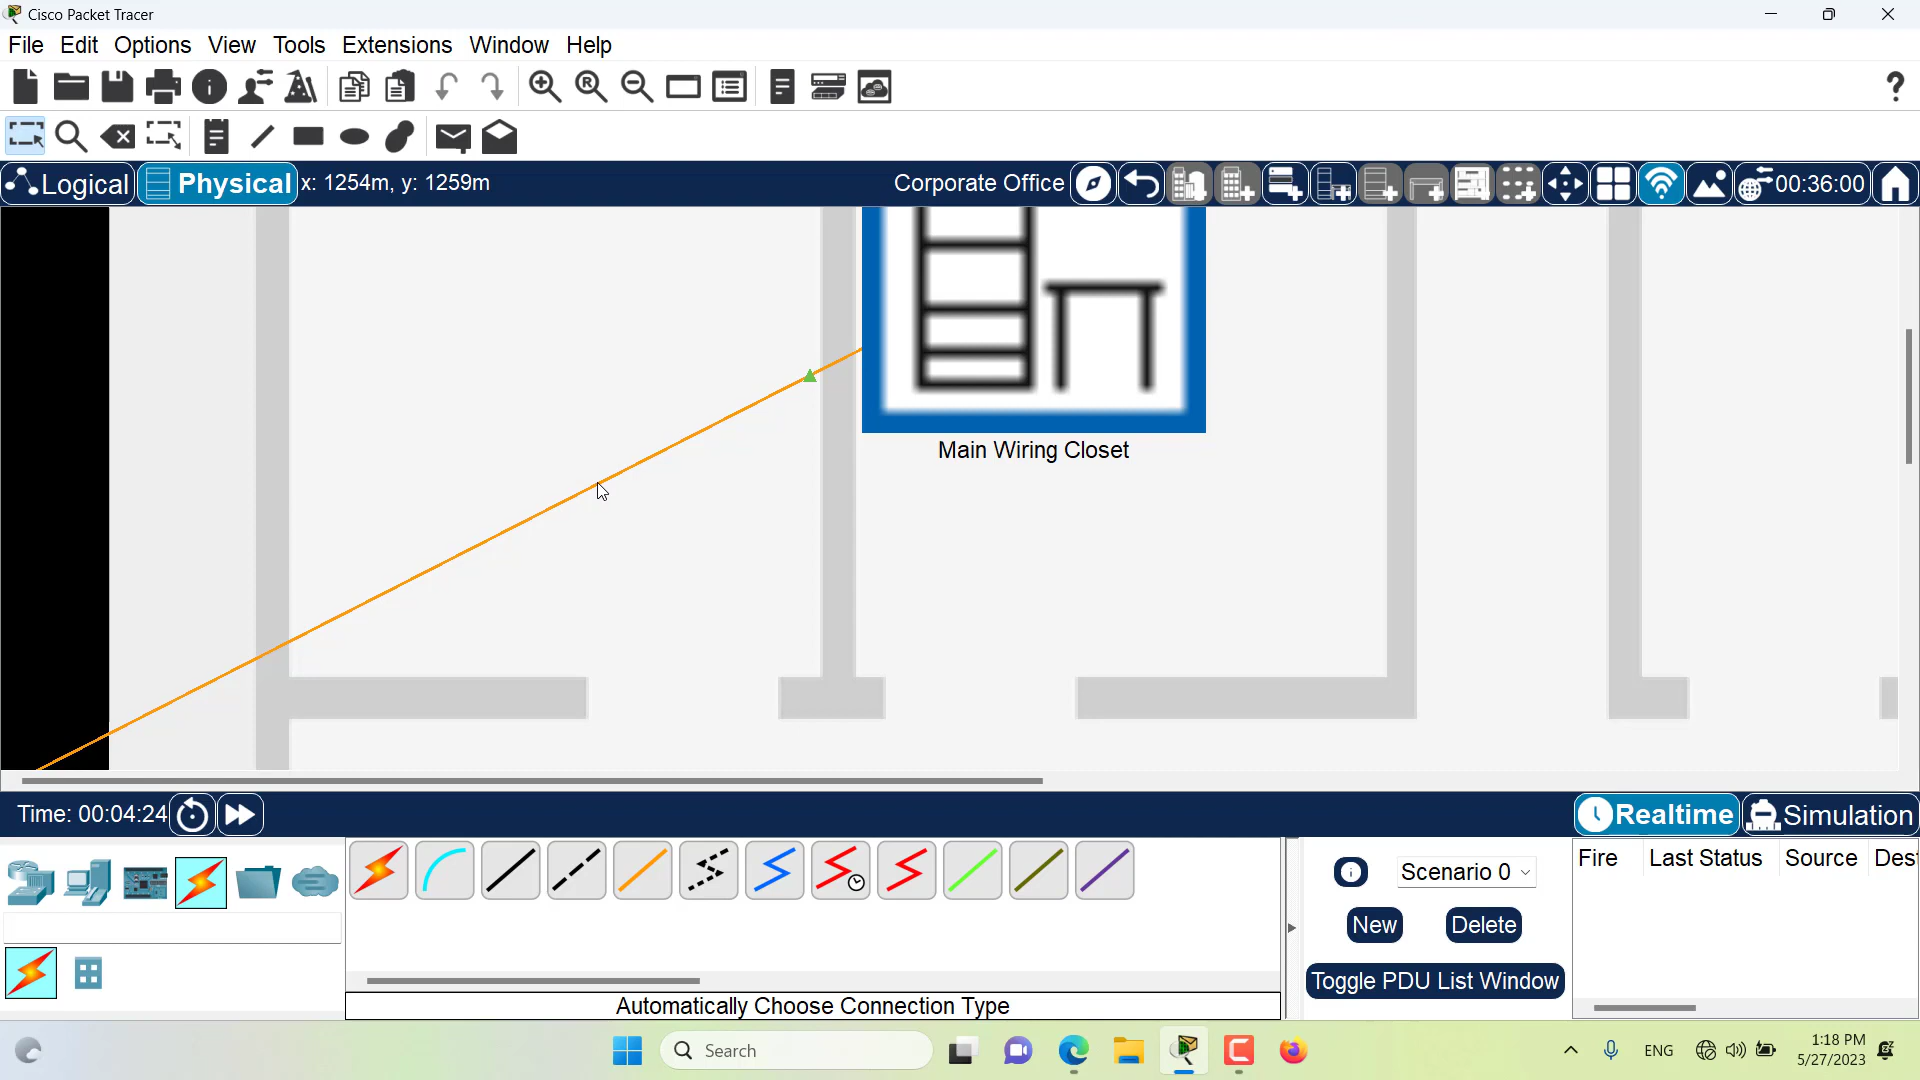 Cisco Packet Tracer
File Edit Options View Tools Extensions Window Help
Logical Physical x: 1254m, y: 1259m Corporate Office 00:36:00
Main Wiring Closet
Time: 00:04:24 Realtime Simulation
Scenario 0
New Delete
Toggle PDU List Window
Fire Last Status Source Des
Automatically Choose Connection Type
Search
ENG
1:18 PM
5/27/2023